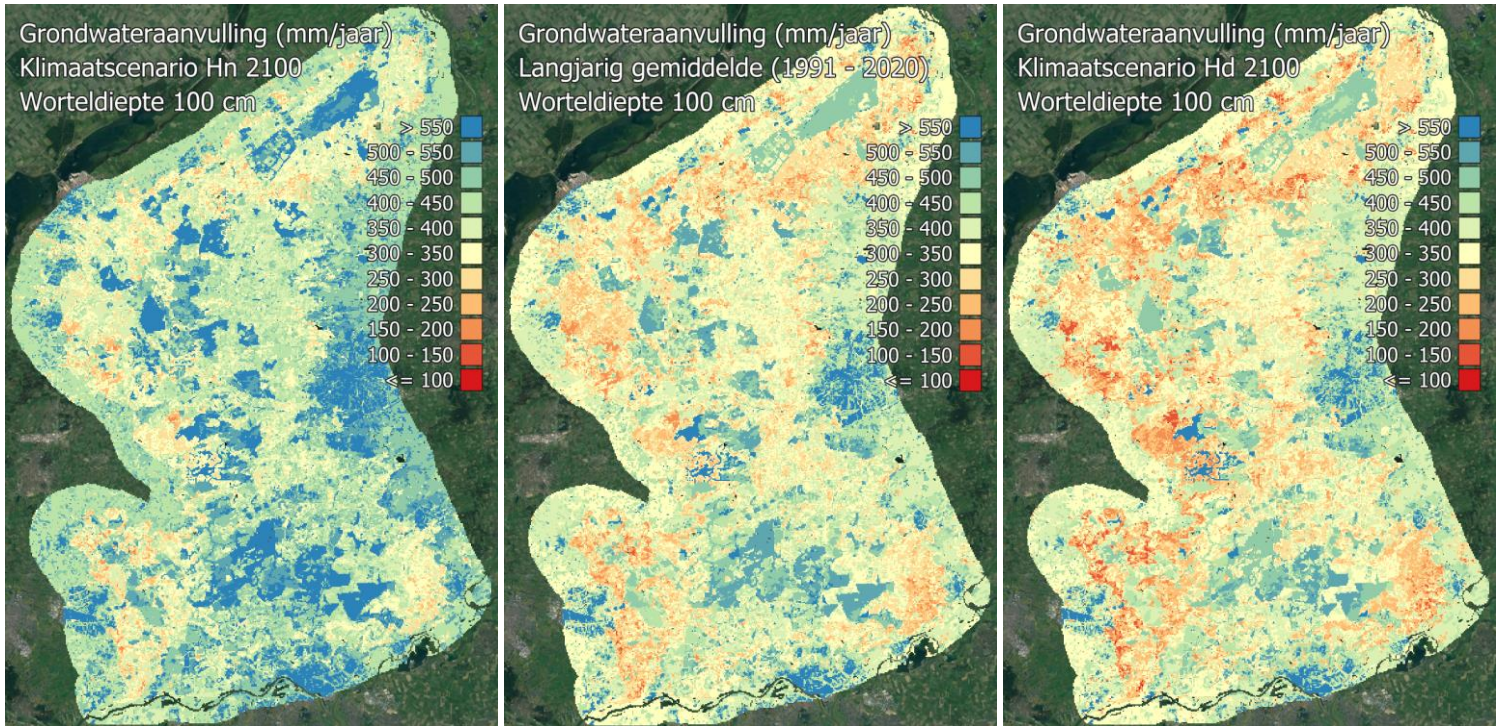 Grondwateraanvulling (mm/jaar)
Klimaatscenario Hn 2100
Worteldiepte 100 cm
> 550
500 - 550
450 - 500
400 - 450
350 - 400
300 - 350
250 - 300
200 - 250
150 - 200
100 - 150
<= 100
Grondwateraanvulling (mm/jaar)
Langjarig gemiddelde (1991 - 2020)
Worteldiepte 100 cm
> 550
500 - 550
450 - 500
400 - 450
350 - 400
300 - 350
250 - 300
200 - 250
150 - 200
100 - 150
<= 100
Grondwateraanvulling (mm/jaar)
Klimaatscenario Hd 2100
Worteldiepte 100 cm
> 550
500 - 550
450 - 500
400 - 450
350 - 400
300 - 350
250 - 300
200 - 250
150 - 200
100 - 150
<= 100